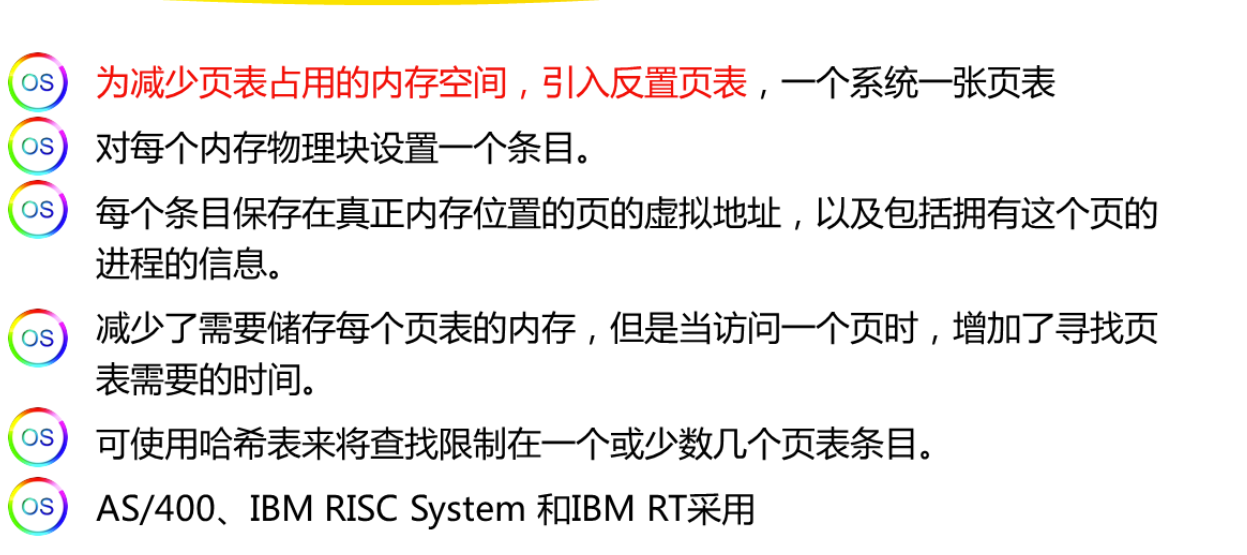 OS 为减少页表占用的内存空间，引入反置页表，一个系统一张页表
OS 对每个内存物理块设置一个条目。
OS 每个条目保存在真正内存位置的页的虚拟地址，以及包括拥有这个页的
进程的信息。
OS 减少了需要储存每个页表的内存，但是当访问一个页时，增加了寻找页
表需要的时间。
OS 可使用哈希表来将查找限制在一个或少数几个页表条目。
OS AS/400、IBM RISC System 和IBM RT采用